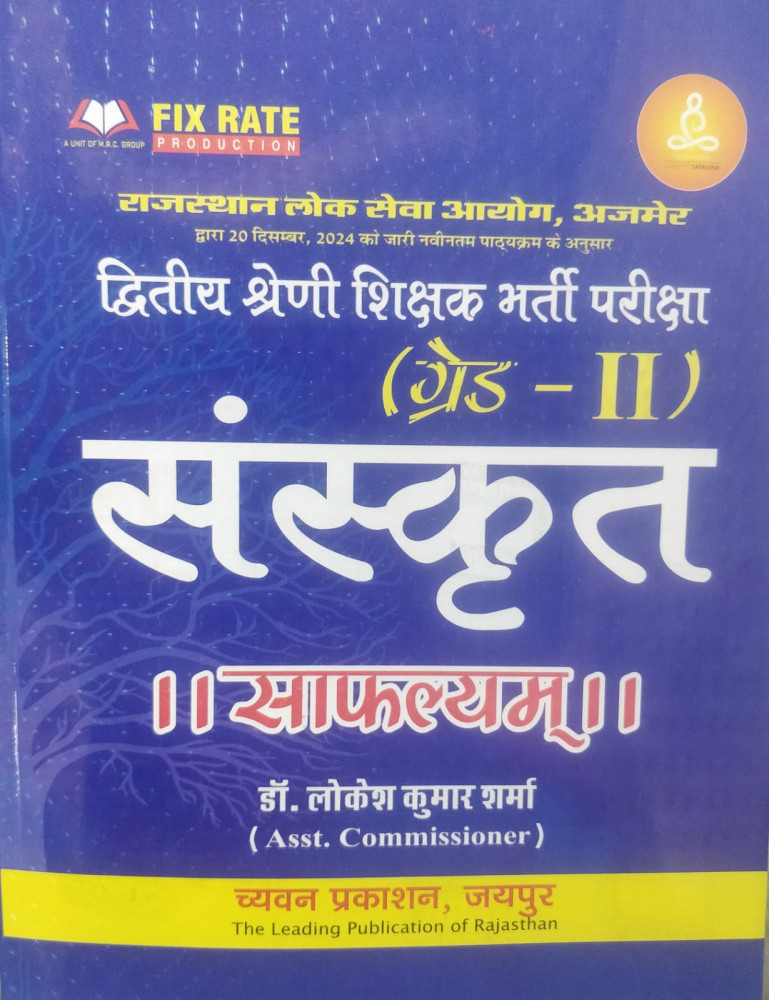 FIX RATE
PRODUCTION
A UNIT OF M.R.C. GROUP
राजस्थान लोक सेवा आयोग, अजमेर
द्वारा 20 दिसम्बर, 2024 को जारी नवीनतम पाठ्यक्रम के अनुसार
द्वितीय श्रेणी शिक्षक भर्ती परीक्षा
(ग्रेड – II)
संस्कृत
।।साफल्यम्।।
डॉ. लोकेश कुमार शर्मा
(Asst. Commissioner)
च्यवन प्रकाशन, जयपुर
The Leading Publication of Rajasthan